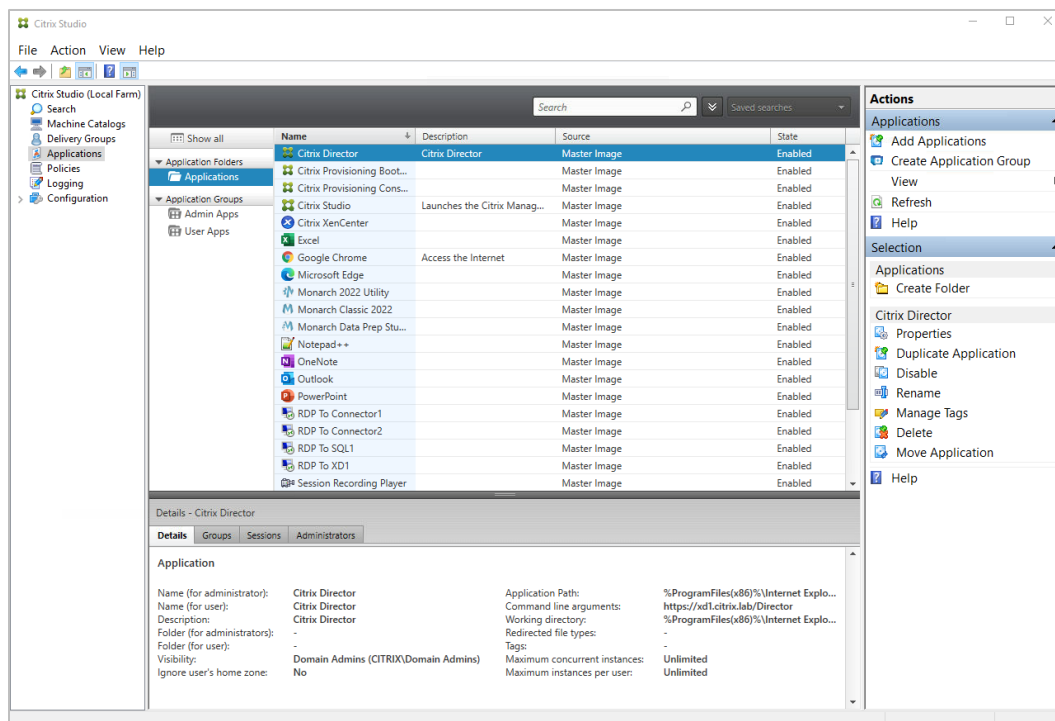 Citrix Studio
File Action View Help
Citrix Studio (Local Farm)
Search
Machine Catalogs
Delivery Groups
Applications
Policies
Logging
Configuration
Search
Saved searches
Show all
Application Folders
Applications
Application Groups
Admin Apps
User Apps
Name Description Source State
Citrix Director Citrix Director Master Image Enabled
Citrix Provisioning Boot... Master Image Enabled
Citrix Provisioning Cons... Master Image Enabled
Citrix Studio Launches the Citrix Manag... Master Image Enabled
Citrix XenCenter Master Image Enabled
Excel Master Image Enabled
Google Chrome Access the Internet Master Image Enabled
Microsoft Edge Master Image Enabled
Monarch 2022 Utility Master Image Enabled
Monarch Classic 2022 Master Image Enabled
Monarch Data Prep Stu... Master Image Enabled
Notepad++ Master Image Enabled
OneNote Master Image Enabled
Outlook Master Image Enabled
PowerPoint Master Image Enabled
RDP To Connector1 Master Image Enabled
RDP To Connector2 Master Image Enabled
RDP To SQL1 Master Image Enabled
RDP To XD1 Master Image Enabled
Session Recording Player Master Image Enabled
Details - Citrix Director
Details Groups Sessions Administrators
Application
Name (for administrator): Citrix Director
Name (for user): Citrix Director
Description: Citrix Director
Folder (for administrators): -
Folder (for user): -
Visibility: Domain Admins (CITRIX\Domain Admins)
Ignore user's home zone: No
Application Path: %ProgramFiles(x86)%\Internet Explo...
Command line arguments: https://xd1.citrix.lab/Director
Working directory: %ProgramFiles(x86)%\Internet Explo...
Redirected file types: -
Tags: -
Maximum concurrent instances: Unlimited
Maximum instances per user: Unlimited
Actions
Applications
Add Applications
Create Application Group
View
Refresh
Help
Selection
Applications
Create Folder
Citrix Director
Properties
Duplicate Application
Disable
Rename
Manage Tags
Delete
Move Application
Help